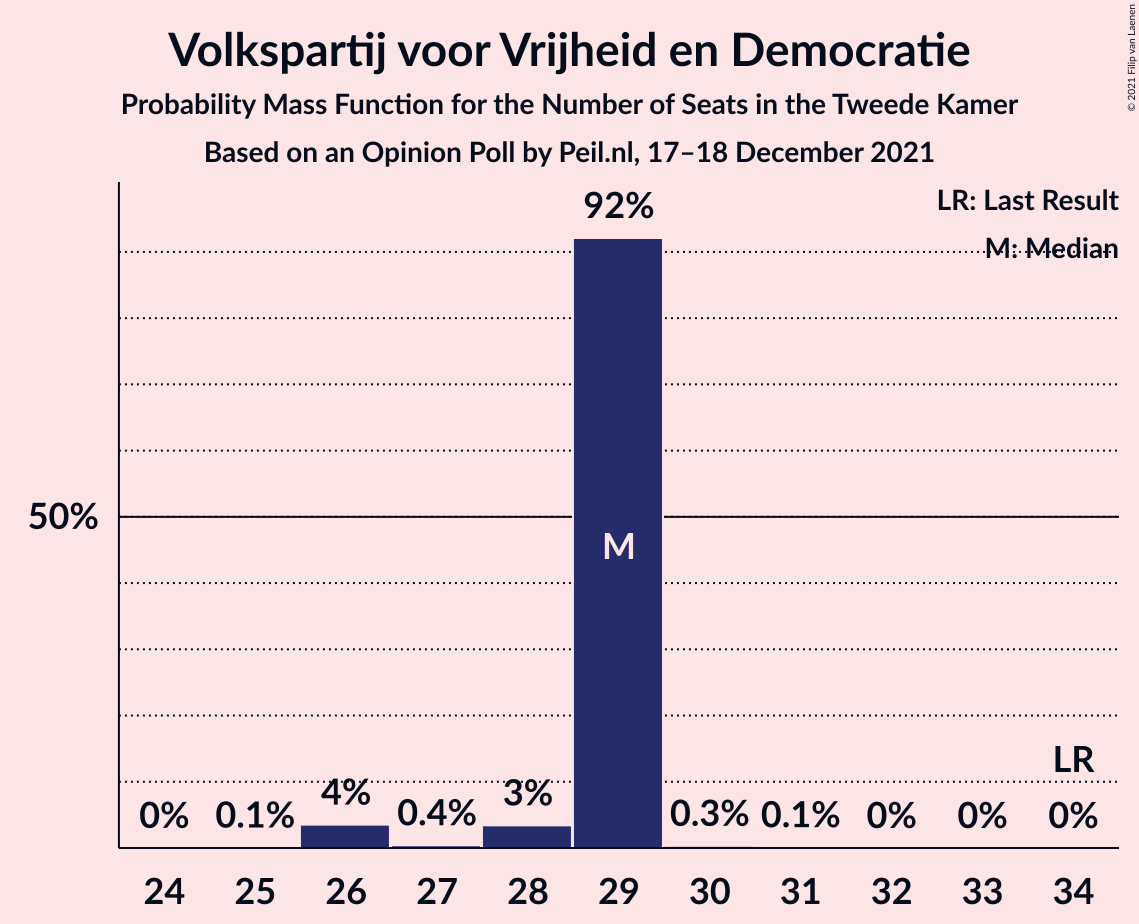 Volkspartij voor Vrijheid en Democratie
Probability Mass Function for the Number of Seats in the Tweede Kamer
Based on an Opinion Poll by Peil.nl, 17–18 December 2021
© 2021 Filip van Laenen
LR: Last Result
M: Median
92%
50%
M
LR
0% 0.1% 4% 0.4% 3% 0.3% 0.1% 0% 0% 0%
24 25 26 27 28 29 30 31 32 33 34